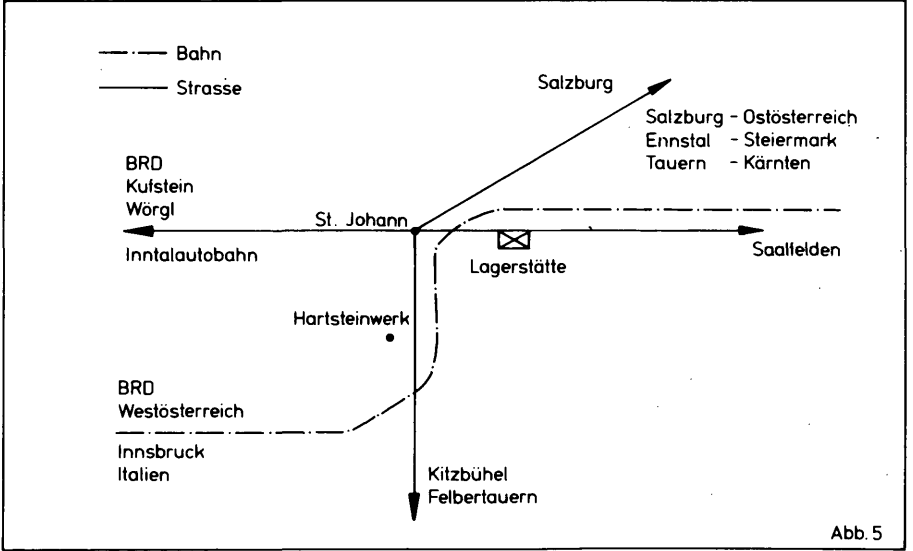 Bahn
Strasse
Salzburg
Salzburg - Ostösterreich
Ennstal - Steiermark
Tauern - Kärnten
BRD
Kufstein
Wörgl
St. Johann
Inntalautobahn
Lagerstätte
Saalfelden
Hartsteinwerk
BRD
Westösterreich
Innsbruck
Italien
Kitzbühel
Felbertauern
Abb. 5